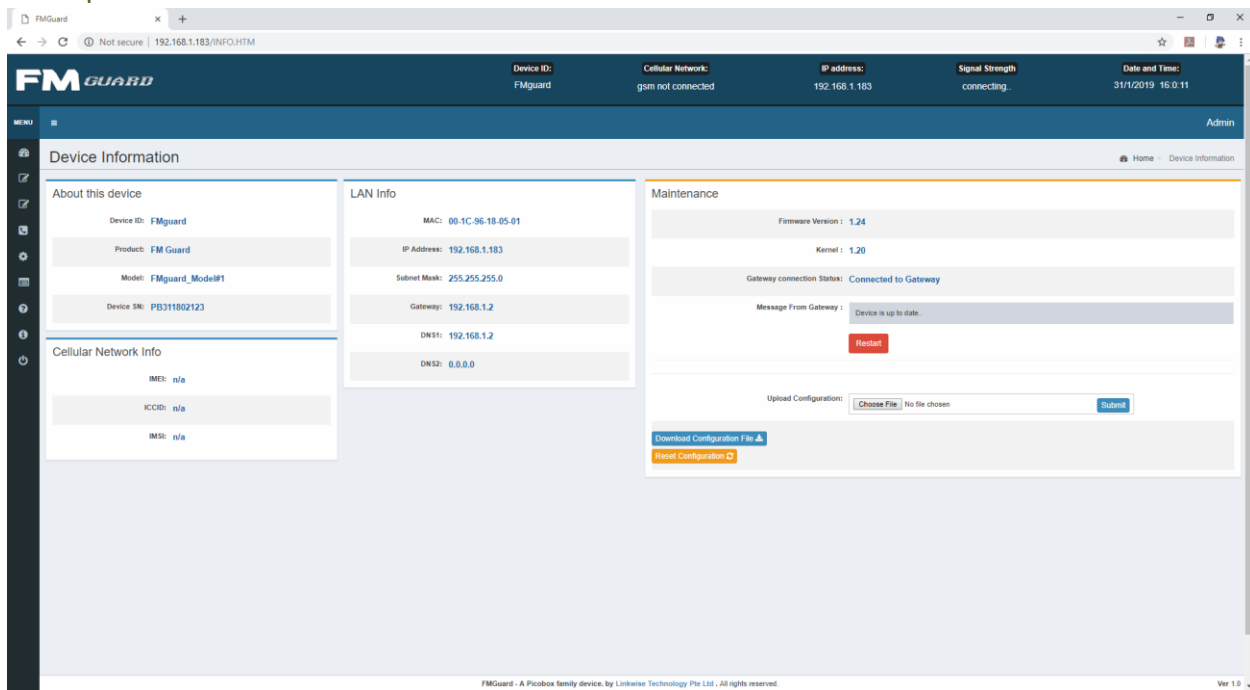 FMGuard
Not secure | 192.168.1.183/INFO.HTM
FM GUARD
Device ID:
FMguard
Cellular Network:
gsm not connected
IP address:
192.168.1.183
Signal Strength
connecting..
Date and Time:
31/1/2019 16:0:11
MENU
Admin
Device Information
Home > Device Information
About this device
Device ID: FMguard
Product: FM Guard
Model: FMguard_Model#1
Device SN: PB311802123
Cellular Network Info
IMEI: n/a
ICCID: n/a
IMSI: n/a
LAN Info
MAC: 00-1C-96-18-05-01
IP Address: 192.168.1.183
Subnet Mask: 255.255.255.0
Gateway: 192.168.1.2
DNS1: 192.168.1.2
DNS2: 0.0.0.0
Maintenance
Firmware Version : 1.24
Kernel : 1.20
Gateway connection Status: Connected to Gateway
Message From Gateway : Device is up to date..
Restart
Upload Configuration: Choose File No file chosen Submit
Download Configuration File
Reset Configuration
FMGuard - A Picobox family device. by Linkwise Technology Pte Ltd . All rights reserved.
Ver 1.0